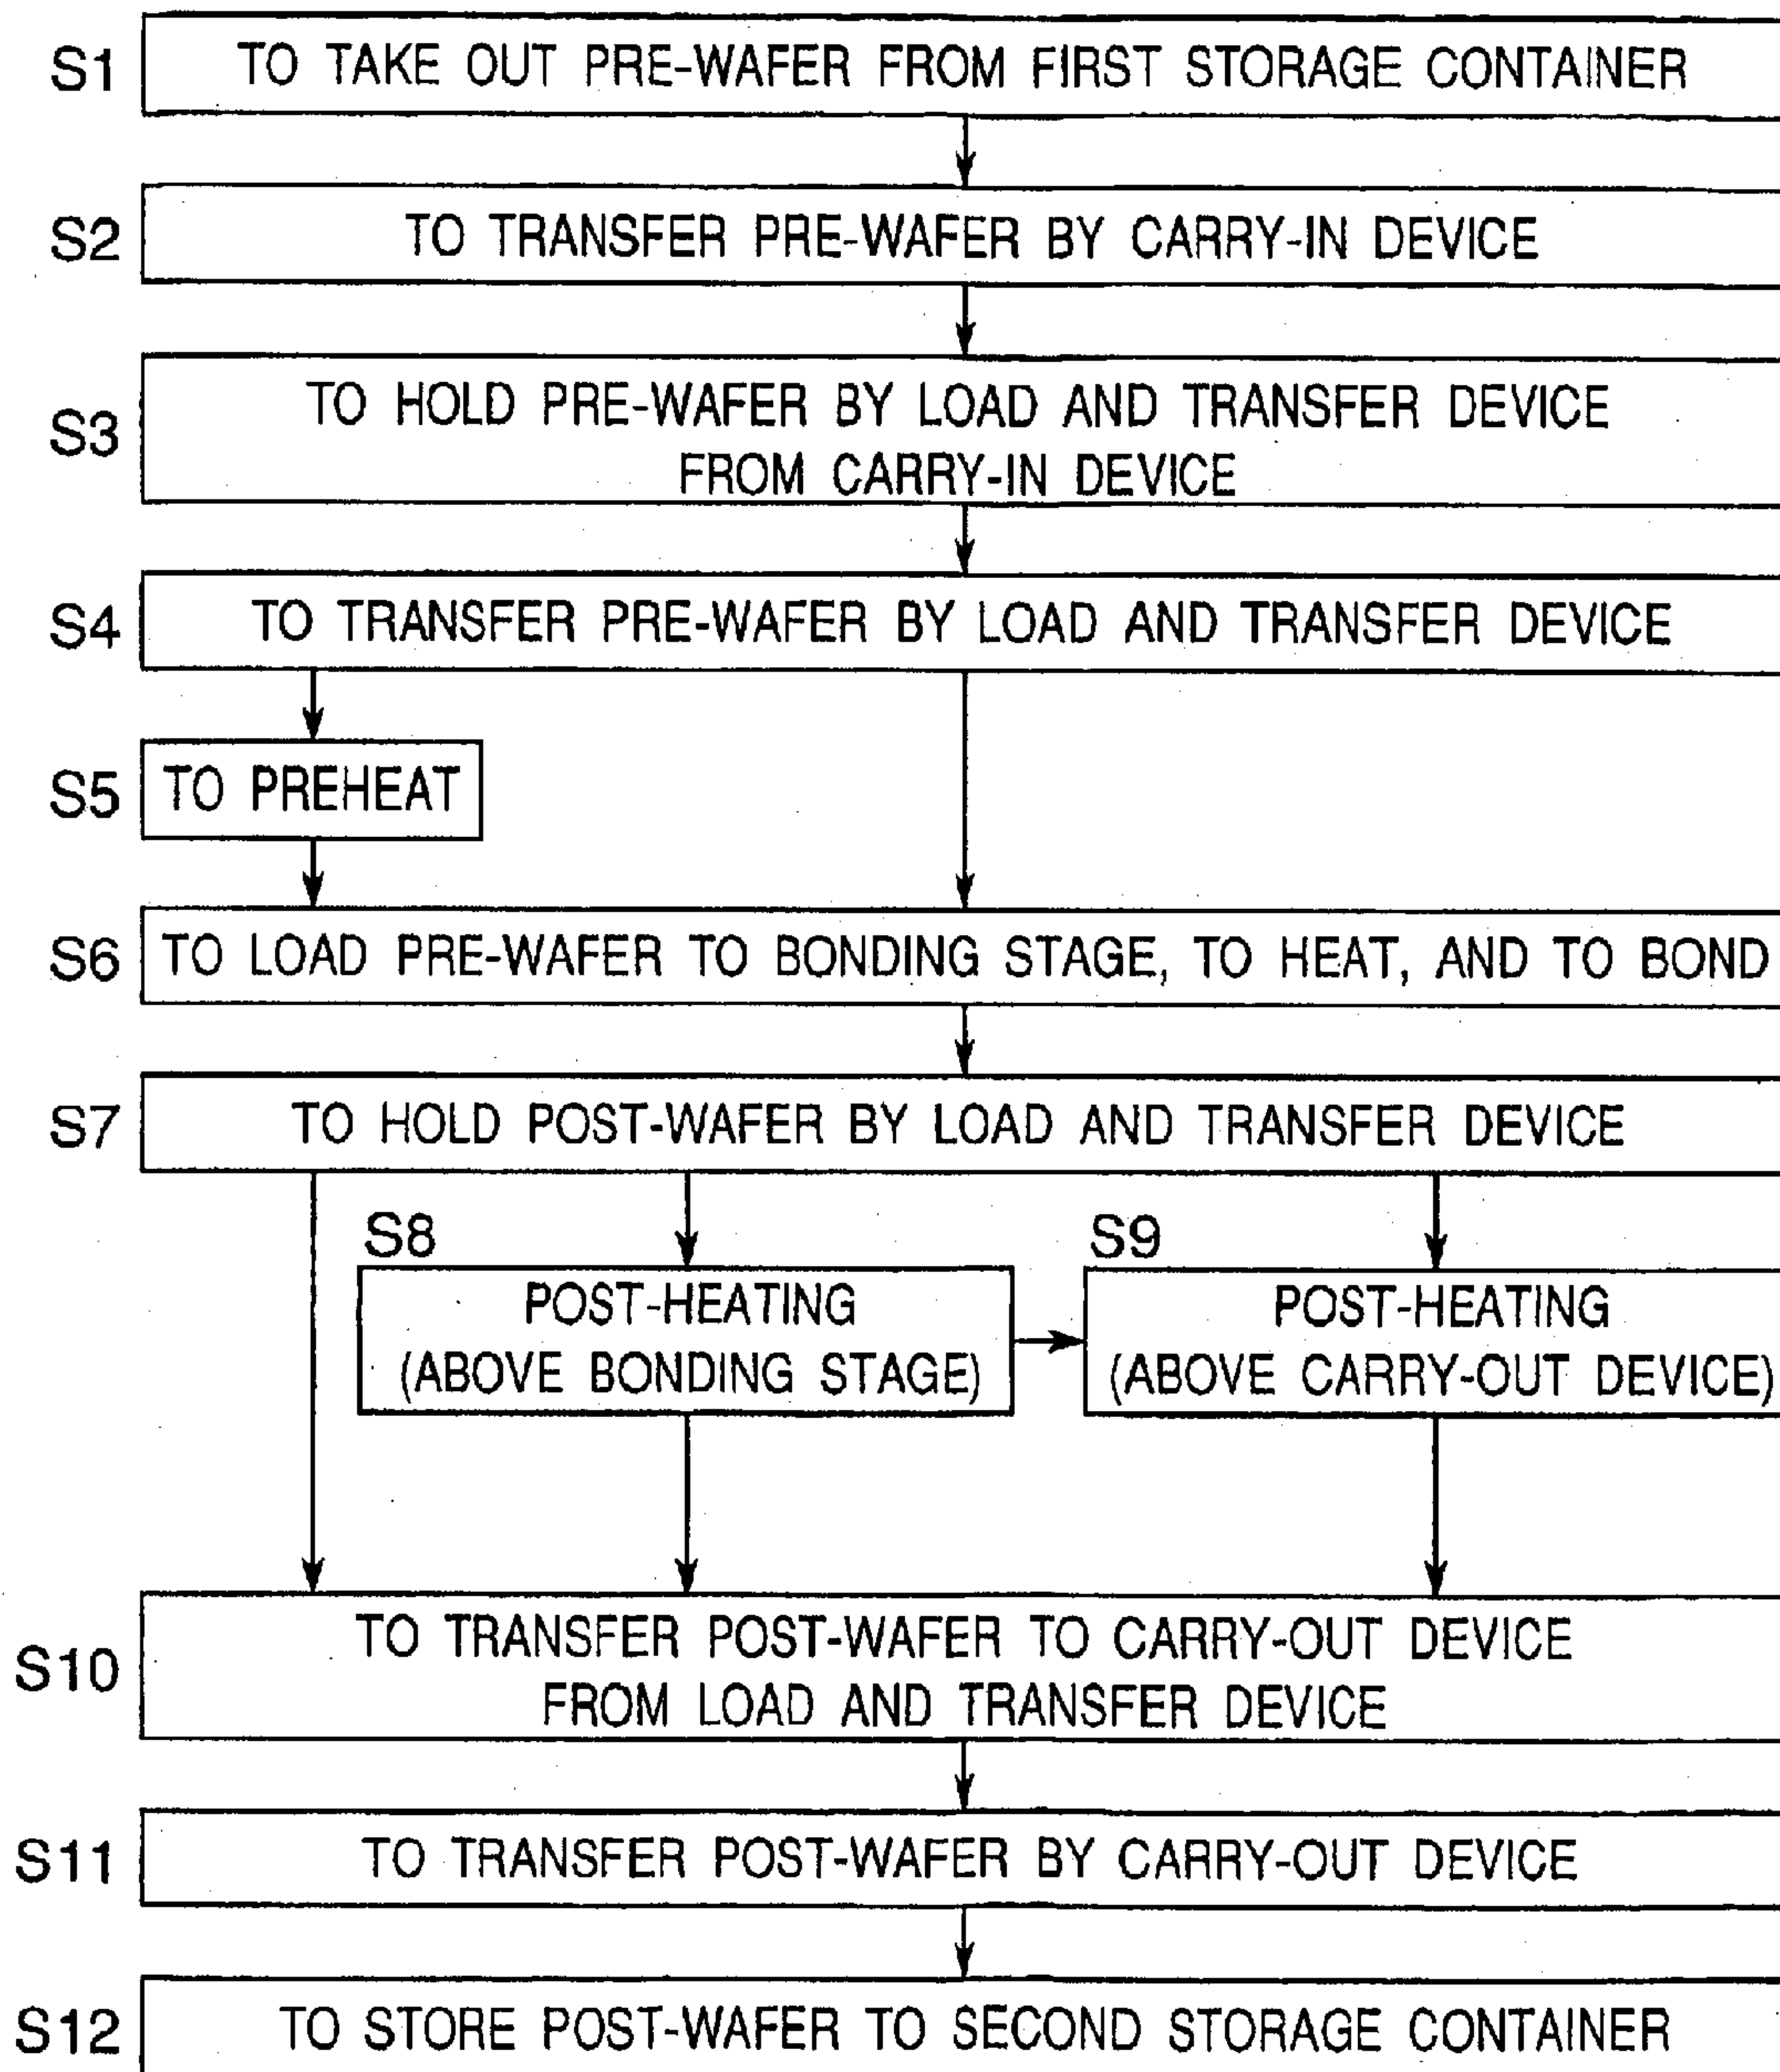 S1 TO TAKE OUT PRE-WAFER FROM FIRST STORAGE CONTAINER
S2 TO TRANSFER PRE-WAFER BY CARRY-IN DEVICE
S3 TO HOLD PRE-WAFER BY LOAD AND TRANSFER DEVICE
FROM CARRY-IN DEVICE
S4 TO TRANSFER PRE-WAFER BY LOAD AND TRANSFER DEVICE
S5 TO PREHEAT
S6 TO LOAD PRE-WAFER TO BONDING STAGE, TO HEAT, AND TO BOND
S7 TO HOLD POST-WAFER BY LOAD AND TRANSFER DEVICE
S8
POST-HEATING
(ABOVE BONDING STAGE)
S9
POST-HEATING
(ABOVE CARRY-OUT DEVICE)
S10 TO TRANSFER POST-WAFER TO CARRY-OUT DEVICE
FROM LOAD AND TRANSFER DEVICE
S11 TO TRANSFER POST-WAFER BY CARRY-OUT DEVICE
S12 TO STORE POST-WAFER TO SECOND STORAGE CONTAINER